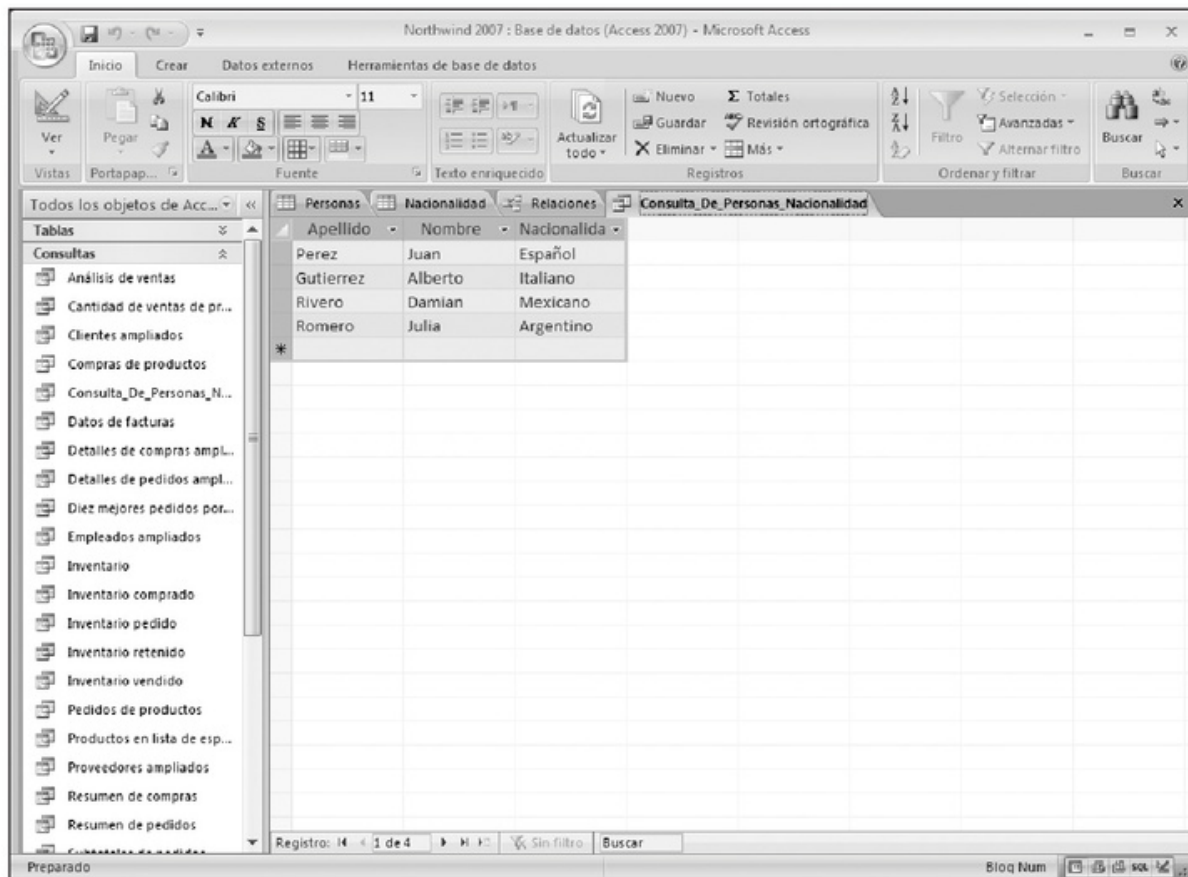 Northwind 2007 : Base de datos (Access 2007) - Microsoft Access
Inicio Crear Datos externos Herramientas de base de datos
Ver
Vistas
Pegar
Portapap...
Calibri 11
N K S
A
Fuente
Texto enriquecido
Actualizar todo
Nuevo
Guardar
Eliminar
Σ Totales
Revisión ortográfica
Más
Registros
Filtro
Selección
Avanzadas
Alternar filtro
Ordenar y filtrar
Buscar
Buscar
Todos los objetos de Acc...
Tablas
Consultas
Análisis de ventas
Cantidad de ventas de pr...
Clientes ampliados
Compras de productos
Consulta_De_Personas_N...
Datos de facturas
Detalles de compras ampl...
Detalles de pedidos ampl...
Diez mejores pedidos por...
Empleados ampliados
Inventario
Inventario comprado
Inventario pedido
Inventario retenido
Inventario vendido
Pedidos de productos
Productos en lista de esp...
Proveedores ampliados
Resumen de compras
Resumen de pedidos
Personas Nacionalidad Relaciones Consulta_De_Personas_Nacionalidad
Apellido Nombre Nacionalida
Perez Juan Español
Gutierrez Alberto Italiano
Rivero Damian Mexicano
Romero Julia Argentino
Registro: 1 de 4 Sin filtro Buscar
Preparado
Bloq Num SQL